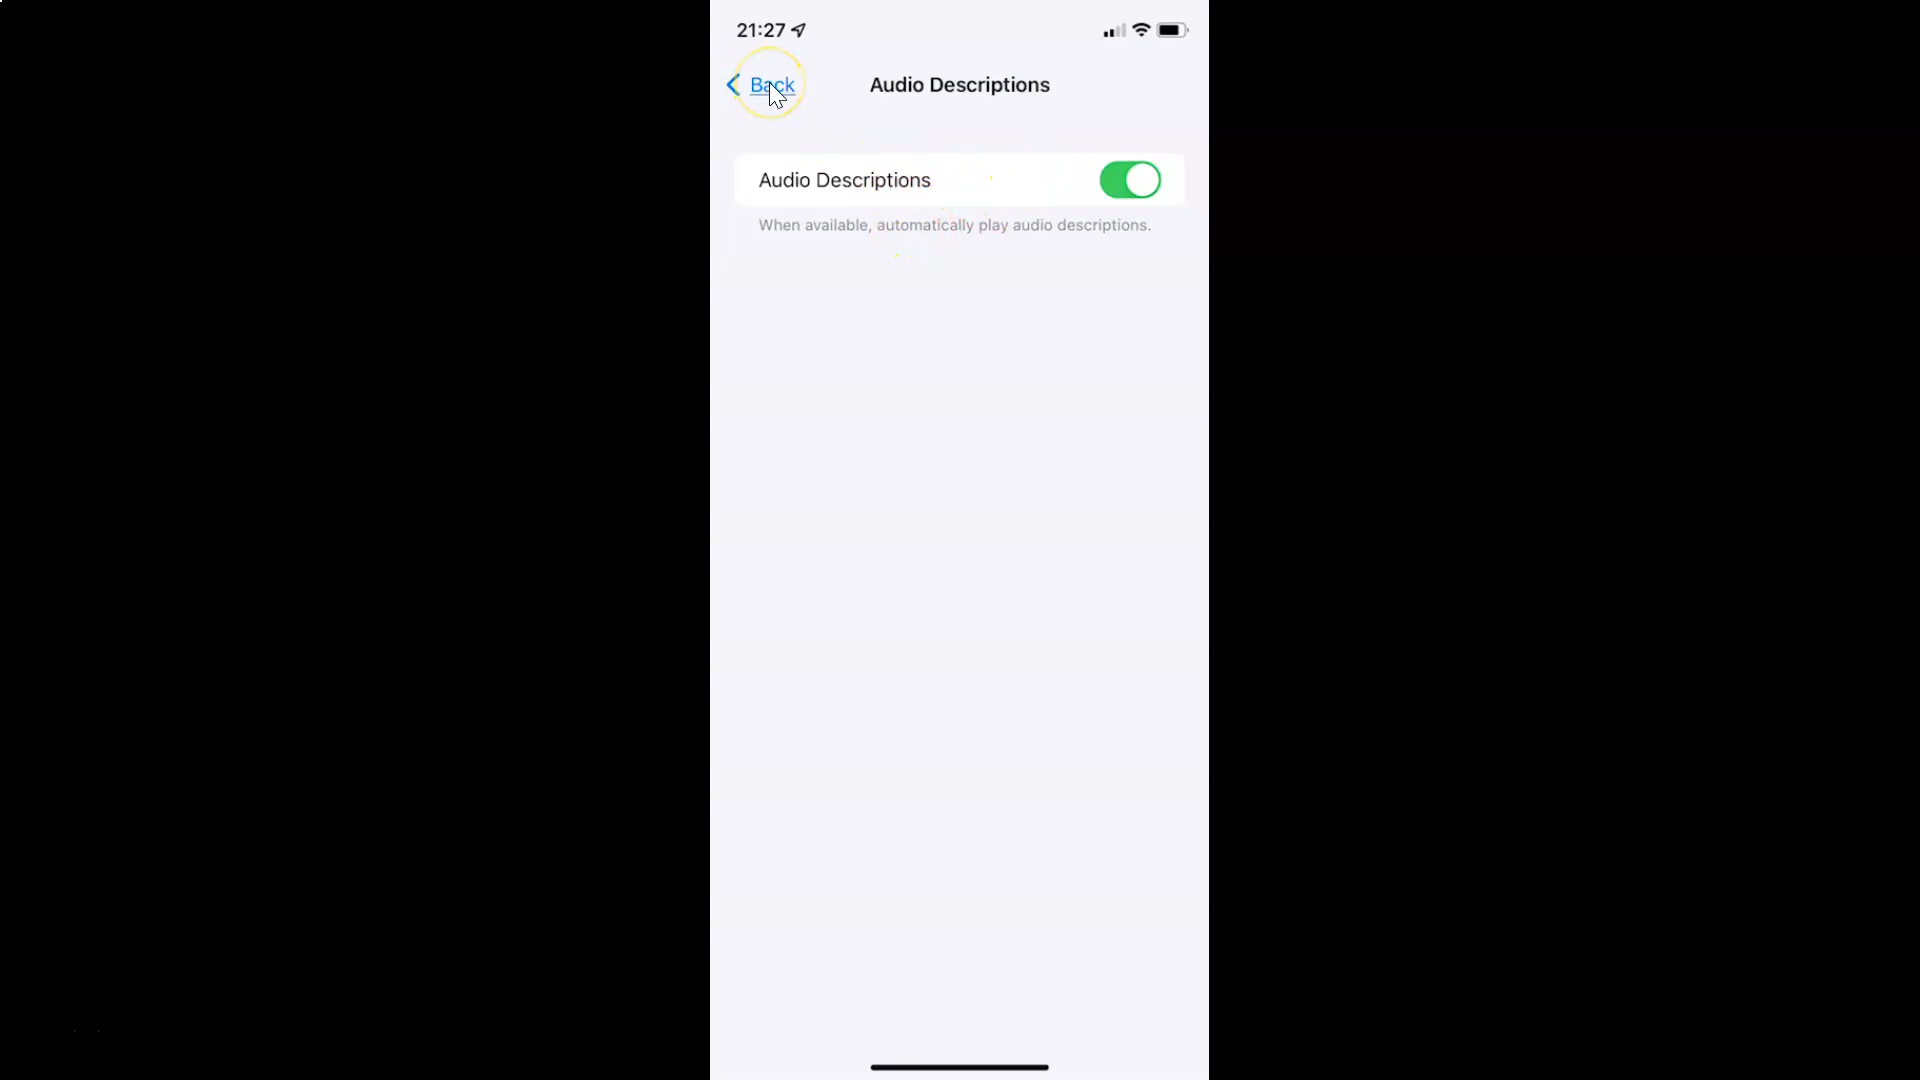 21:27
Back
Audio Descriptions
Audio Descriptions
When available, automatically play audio descriptions.